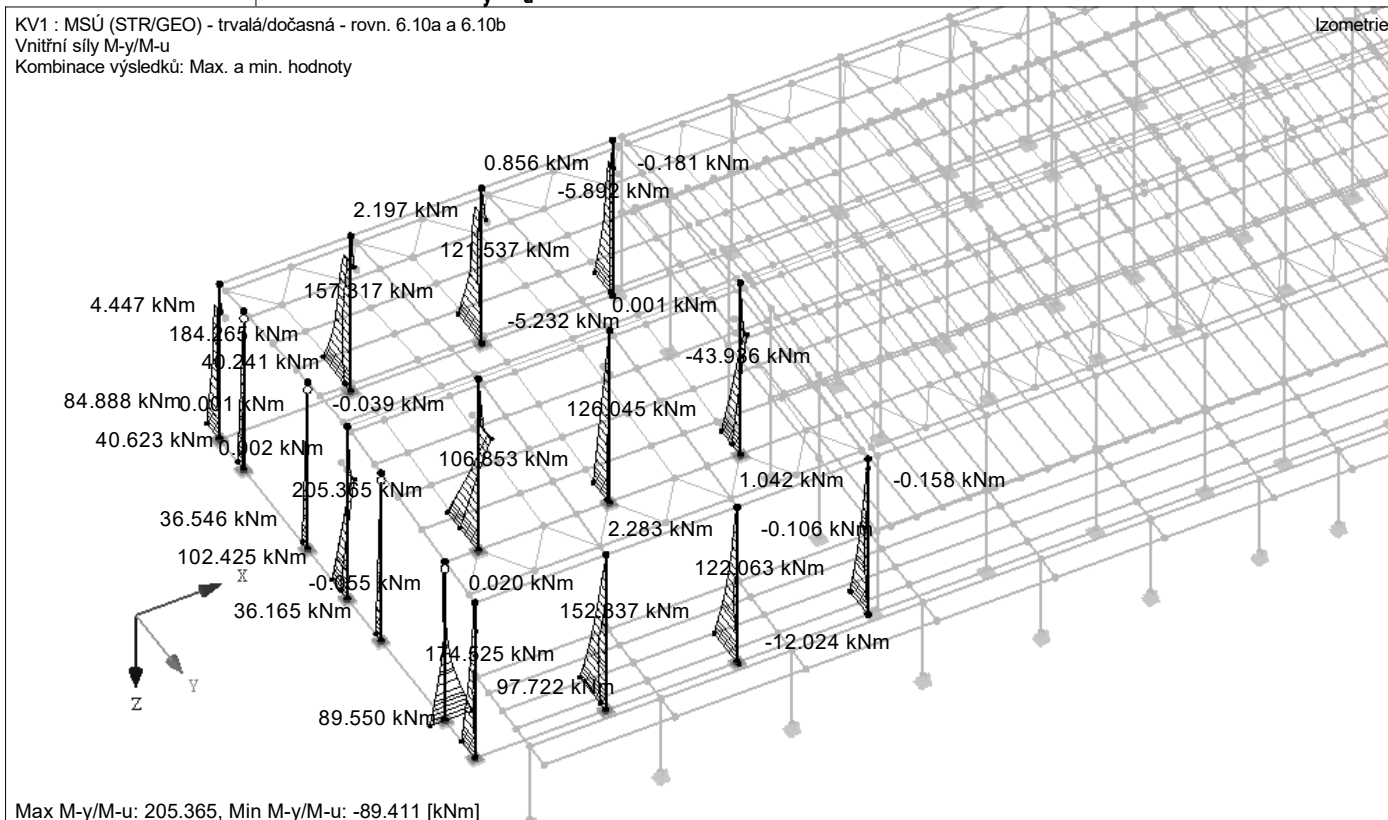 KV1 : MSÚ (STR/GEO) - trvalá/dočasná - rovn. 6.10a a 6.10b
Izometrie
Vnitřní síly M-y/M-u
Kombinace výsledků: Max. a min. hodnoty
0.856 kNm
-0.181 kNm
-5.892 kNm
2.197 kNm
121.537 kNm
157.317 kNm
4.447 kNm
0.001 kNm
-5.232 kNm
184.265 kNm
40.241 kNm
-43.936 kNm
84.888 kNm
0.001 kNm
-0.039 kNm
126.045 kNm
40.623 kNm
0.002 kNm
106.853 kNm
1.042 kNm
-0.158 kNm
205.365 kNm
36.546 kNm
2.283 kNm
-0.106 kNm
102.425 kNm
122.063 kNm
X
-0.055 kNm
0.020 kNm
36.165 kNm
152.837 kNm
-12.024 kNm
174.525 kNm
Y
97.722 kNm
Z
89.550 kNm
Max M-y/M-u: 205.365, Min M-y/M-u: -89.411 [kNm]